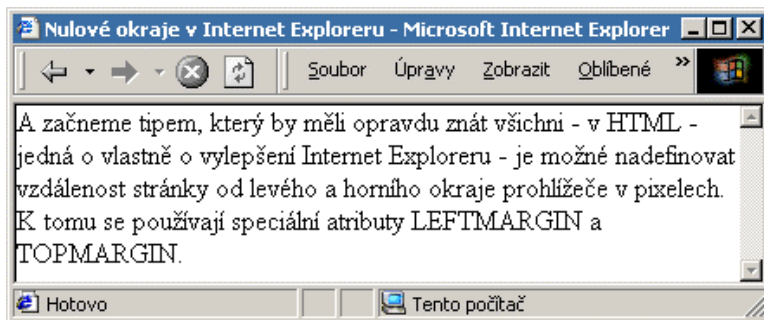 Nulové okraje v Internet Exploreru - Microsoft Internet Explorer
Soubor Úpravy Zobrazit Oblíbené »
A začneme tipem, který by měli opravdu znát všichni - v HTML -
jedná o vlastně o vylepšení Internet Exploreru - je možné nadefinovat
vzdálenost stránky od levého a horního okraje prohlížeče v pixelech.
K tomu se používají speciální atributy LEFTMARGIN a
TOPMARGIN.
Hotovo Tento počítač